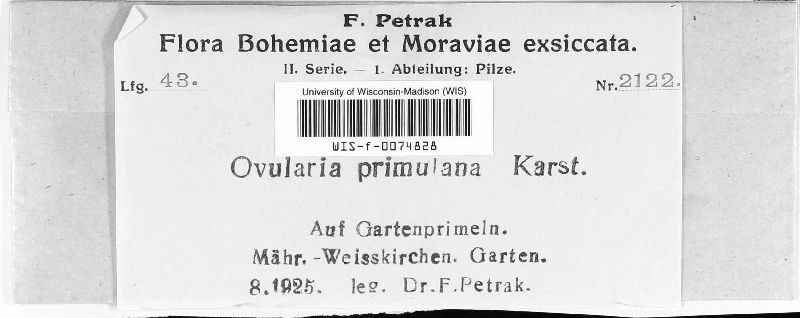 F. Petrak
Flora Bohemiae et Moraviae exsiccata.
II. Serie. – 1. Abteilung: Pilze.
Lfg. 43. Nr. 2122.
University of Wisconsin-Madison (WIS)
WIS-f-0074828
Ovularia primulana Karst.
Auf Gartenprimeln.
Mähr. -Weisskirchen. Garten.
8.1925. leg. Dr.F.Petrak.